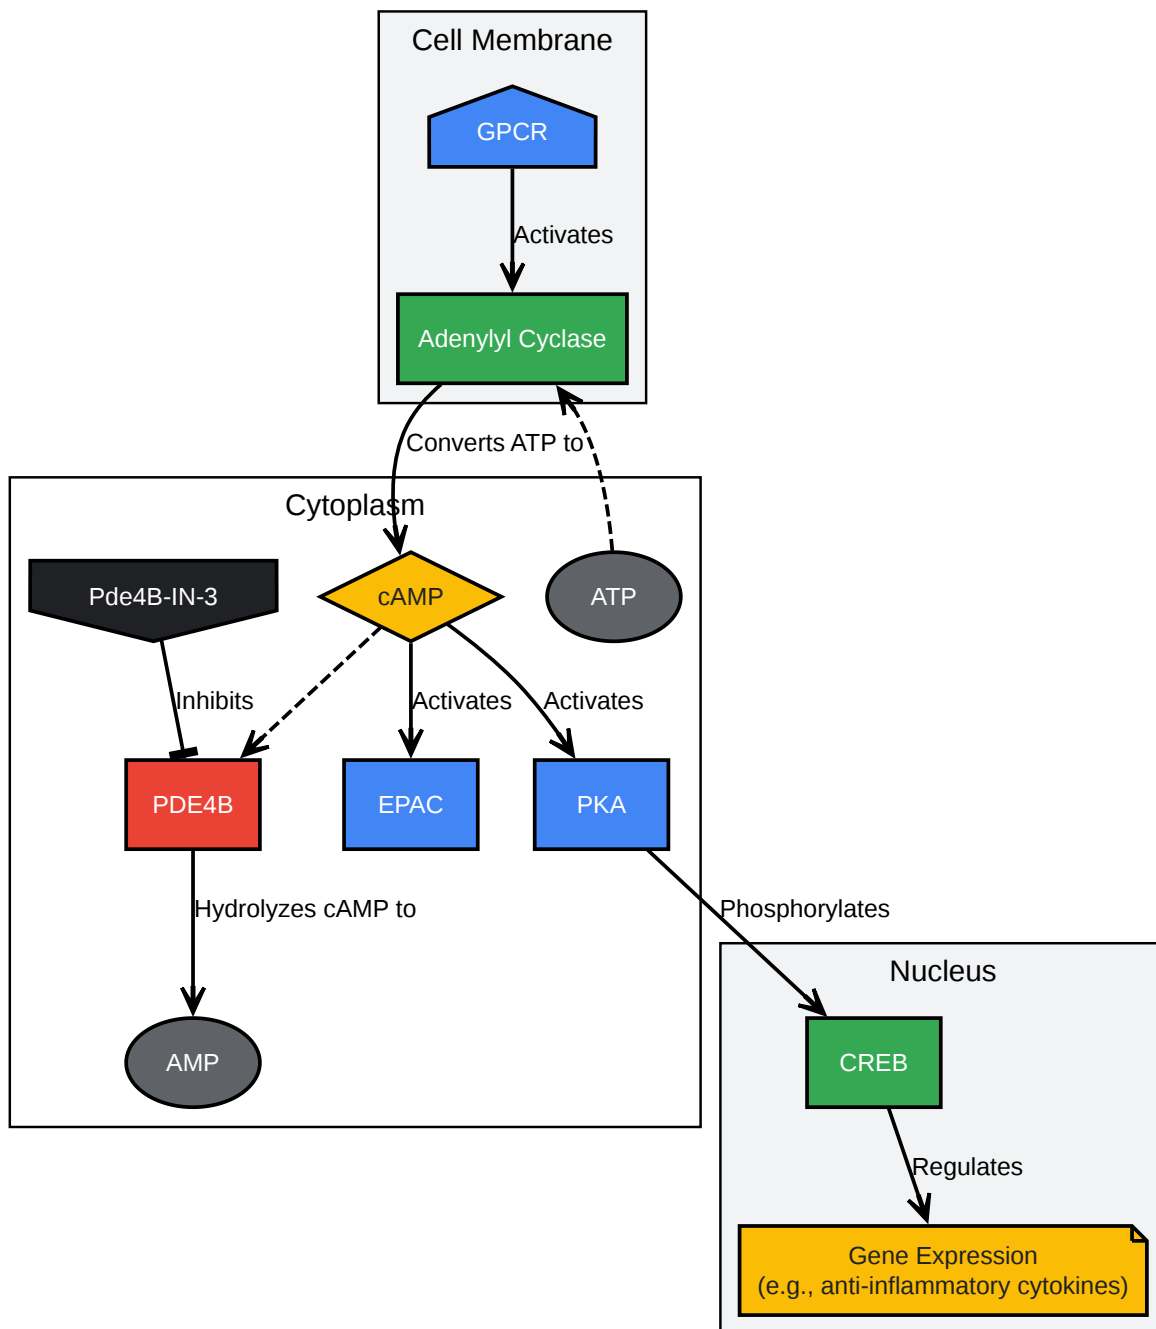 Cell Membrane
GPCR
Activates
Adenylyl Cyclase
Converts ATP to
Cytoplasm
Pde4B-IN-3
cAMP
ATP
Inhibits
Activates
Activates
PDE4B
EPAC
PKA
Hydrolyzes cAMP to
Phosphorylates
Nucleus
AMP
CREB
Regulates
Gene Expression
(e.g., anti-inflammatory cytokines)